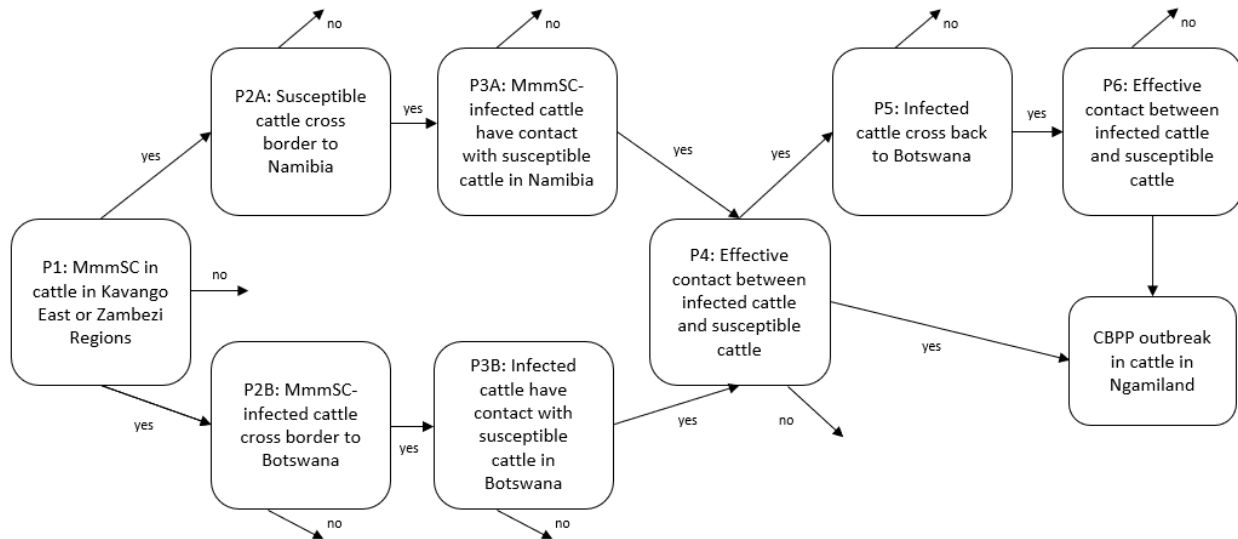 no
no
no
no
P2A: Susceptible
cattle cross
border to
Namibia
yes
P3A: MmmSC-
infected cattle
have contact
with susceptible
cattle in Namibia
P5: Infected
cattle cross back
to Botswana
yes
P6: Effective
contact between
infected cattle
and susceptible
cattle
yes
yes
yes
P1: MmmSC in
cattle in Kavango
East or Zambezi
Regions
no
P4: Effective
contact between
infected cattle
and susceptible
cattle
yes
CBPP outbreak
in cattle in
Ngamiland
yes
P2B: MmmSC-
infected cattle
cross border to
Botswana
yes
P3B: Infected
cattle have
contact with
susceptible
cattle in
Botswana
yes
no
no
no